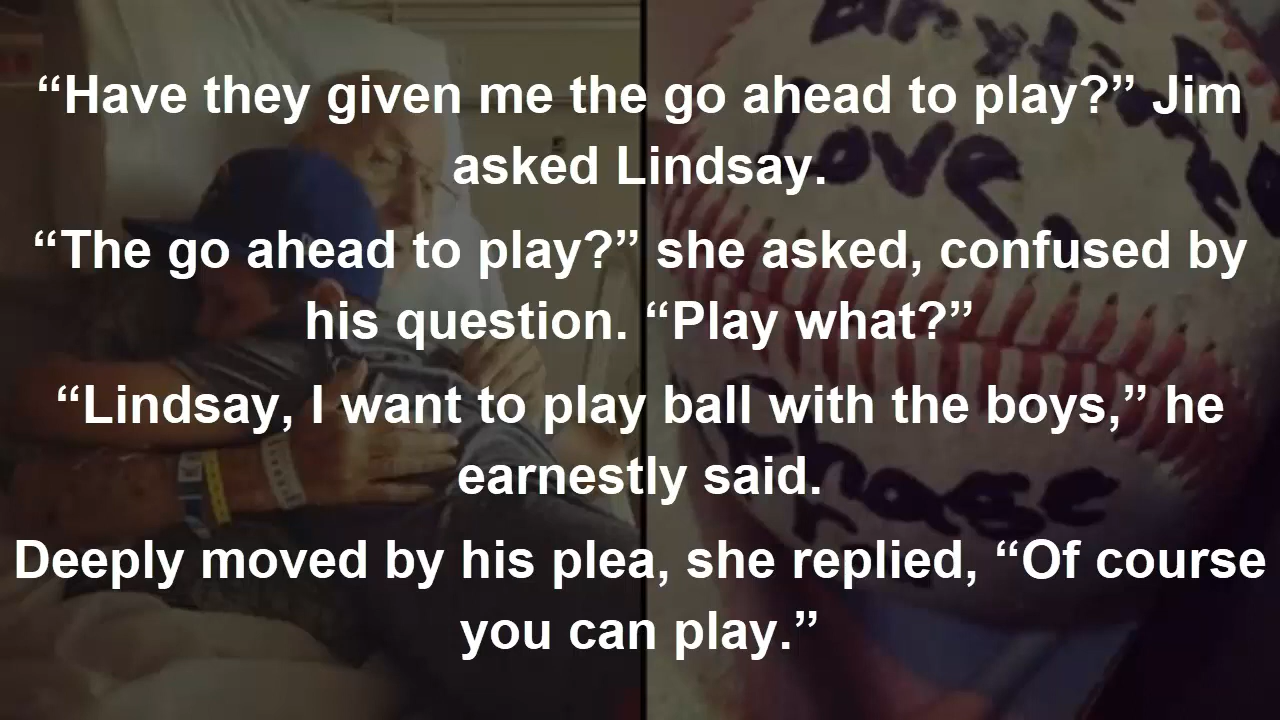 “Have they given me the go ahead to play?” Jim
asked Lindsay.
“The go ahead to play?” she asked, confused by
his question. “Play what?”
“Lindsay, I want to play ball with the boys,” he
earnestly said.
Deeply moved by his plea, she replied, “Of course
you can play.”
Love,
Chase